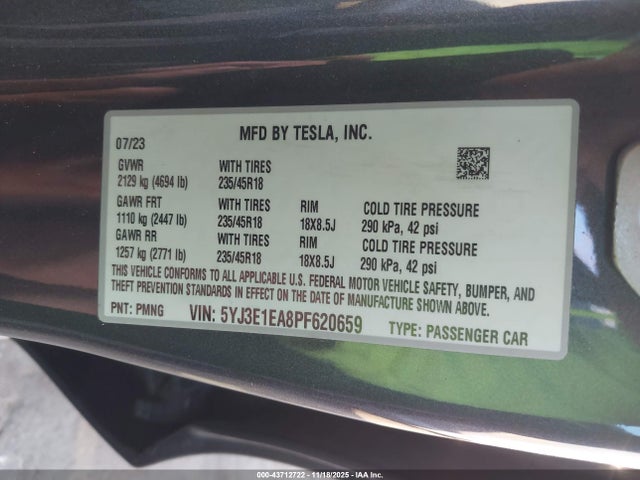 MFD BY TESLA, INC.
07/23
GVWR WITH TIRES
2129 kg (4694 lb) 235/45R18
GAWR FRT WITH TIRES RIM COLD TIRE PRESSURE
1110 kg (2447 lb) 235/45R18 18X8.5J 290 kPa, 42 psi
GAWR RR WITH TIRES RIM COLD TIRE PRESSURE
1257 kg (2771 lb) 235/45R18 18X8.5J 290 kPa, 42 psi
THIS VEHICLE CONFORMS TO ALL APPLICABLE U.S. FEDERAL MOTOR VEHICLE SAFETY, BUMPER, AND
THEFT PREVENTION STANDARDS IN EFFECT ON THE DATE OF MANUFACTURE SHOWN ABOVE.
PNT: PMNG VIN: 5YJ3E1EA8PF620659 TYPE: PASSENGER CAR
000-43712722 - 11/18/2025 - IAA Inc.